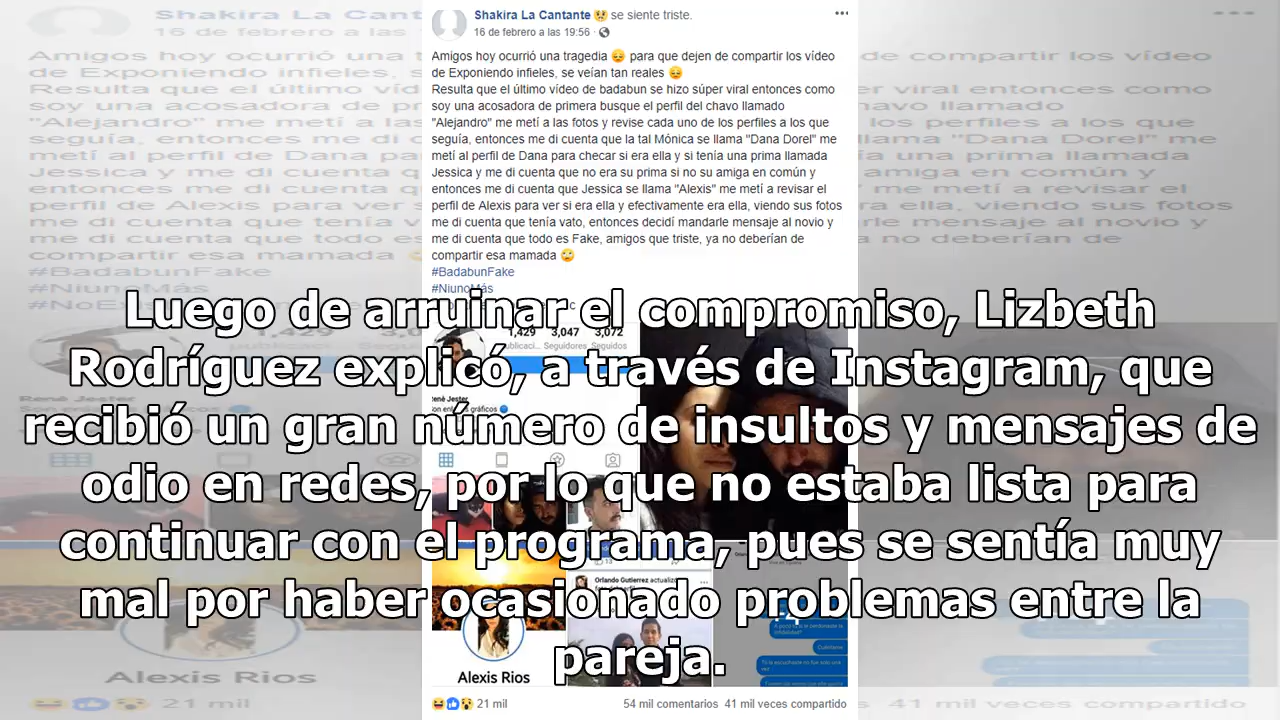 Shakira La Cantante 😿 se siente triste.
16 de febrero a las 19:56
Amigos hoy ocurrió una tragedia 😔 para que dejen de compartir los vídeo
de Exponiendo infieles, se veían tan reales 😔
Resulta que el último vídeo de badabun se hizo súper viral entonces como
soy una acosadora de primera busque el perfil del chavo llamado
"Alejandro" me metí a las fotos y revise cada uno de los perfiles a los que
seguía, entonces me di cuenta que la tal Mónica se llama "Dana Dorel" me
metí al perfil de Dana para checar si era ella y si tenía una prima llamada
Jessica y me di cuenta que no era su prima si no su amiga en común y
entonces me di cuenta que Jessica se llama "Alexis" me metí a revisar el
perfil de Alexis para ver si era ella y efectivamente era ella, viendo sus fotos
me di cuenta que tenía vato, entonces decidí mandarle mensaje al novio y
me di cuenta que todo es Fake, amigos que triste, ya no deberían de
compartir esa mamada 🙄
#BadabunFake
#NiunoMás
Luego de arruinar el compromiso, Lizbeth
Rodríguez explicó, a través de Instagram, que
recibió un gran número de insultos y mensajes de
odio en redes, por lo que no estaba lista para
continuar con el programa, pues se sentía muy
mal por haber ocasionado problemas entre la
pareja.
1,429 3,047 3,072
Seguidores Seguidos
Orlando Gutierrez actualizó
Alexis Rios
21 mil
54 mil comentarios 41 mil veces compartido